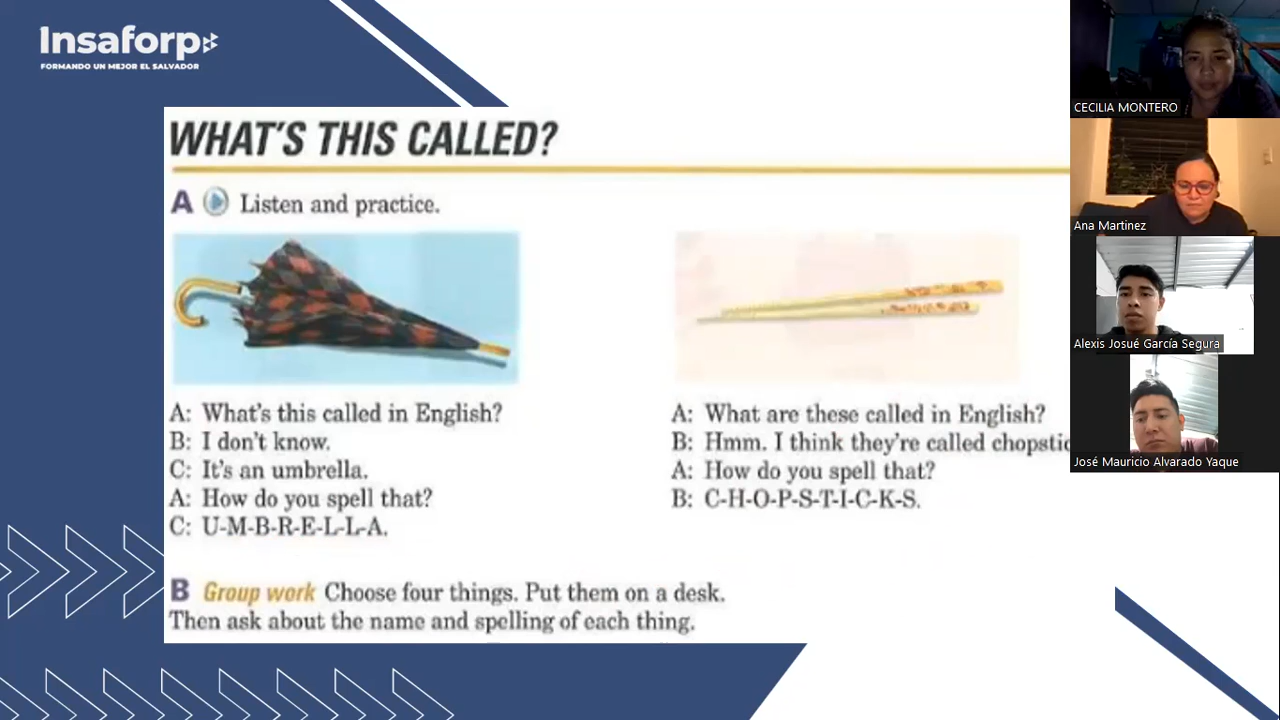 Insaforp
FORMANDO UN MEJOR EL SALVADOR
WHAT'S THIS CALLED?
A Listen and practice.
A: What's this called in English?
B: I don't know.
C: It's an umbrella.
A: How do you spell that?
C: U-M-B-R-E-L-L-A.
A: What are these called in English?
B: Hmm. I think they're called chopstic
A: How do you spell that?
B: C-H-O-P-S-T-I-C-K-S.
B Group work Choose four things. Put them on a desk.
Then ask about the name and spelling of each thing.
CECILIA MONTERO
Ana Martinez
Alexis Josué García Segura
José Mauricio Alvarado Yaque